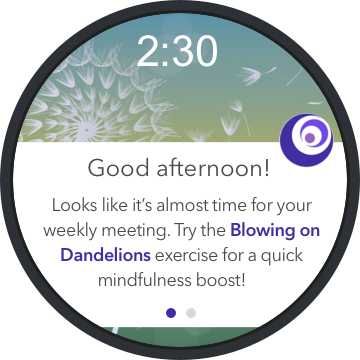 2:30
Good afternoon!
Looks like it's almost time for your
weekly meeting. Try the Blowing on
Dandelions exercise for a quick
mindfulness boost!